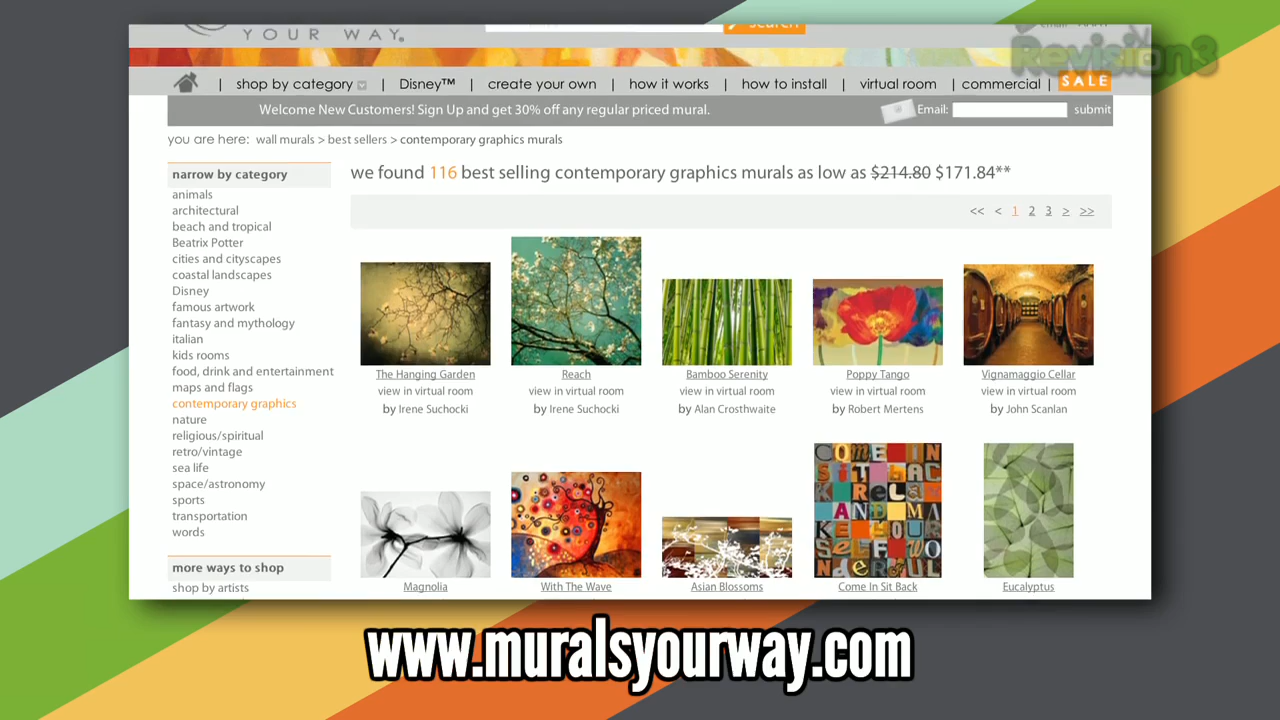 YOUR WAY
search
email
Revision3
shop by category | Disney™ | create your own | how it works | how to install | virtual room | commercial | SALE
Welcome New Customers! Sign Up and get 30% off any regular priced mural.
Email:
submit
you are here: wall murals > best sellers > contemporary graphics murals
narrow by category
animals
architectural
beach and tropical
Beatrix Potter
cities and cityscapes
coastal landscapes
Disney
famous artwork
fantasy and mythology
italian
kids rooms
food, drink and entertainment
maps and flags
contemporary graphics
nature
religious/spiritual
retro/vintage
sea life
space/astronomy
sports
transportation
words
more ways to shop
shop by artists
we found 116 best selling contemporary graphics murals as low as $214.80 $171.84**
<< < 1 2 3 > >>
The Hanging Garden
view in virtual room
by Irene Suchocki
Reach
view in virtual room
by Irene Suchocki
Bamboo Serenity
view in virtual room
by Alan Crosthwaite
Poppy Tango
view in virtual room
by Robert Mertens
Vignamaggio Cellar
view in virtual room
by John Scanlan
Magnolia
With The Wave
Asian Blossoms
COME IN
SIT BAC
K RELAX
AND MA
KE YOUR
SELF WO
NDERFUL
Come In Sit Back
Eucalyptus
www.muralsyourway.com